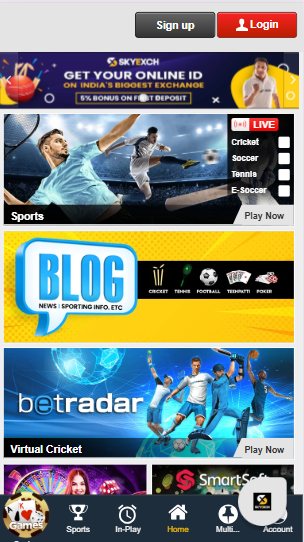 Sign up
Login
SKYEXCH
GET YOUR ONLINE ID
ON INDIA'S BIGGEST EXCHANGE
5% BONUS ON FIRST DEPOSIT
LIVE
Cricket
Soccer
Tennis
E-Soccer
Sports
Play Now
BLOG
NEWS | SPORTING INFO. ETC
CRICKET
TENNIS
FOOTBALL
TEENPATTI
POKER
betradar
Virtual Cricket
Play Now
SmartSoft
Games
Sports
In-Play
Home
Multi...
Account
SKYEXCH